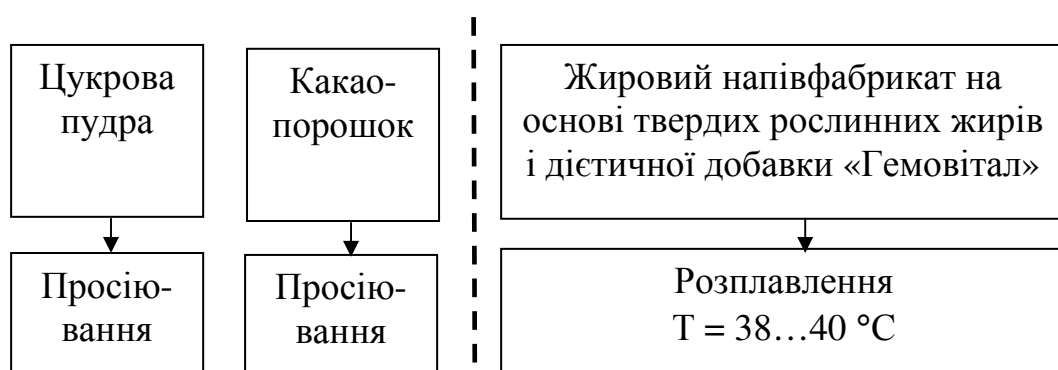 Цукрова
пудра
Какао-
порошок
Жировий напівфабрикат на
основі твердих рослинних жирів
і дієтичної добавки «Гемовітал»
Просію-
вання
Просію-
вання
Розплавлення
Т = 38…40 °С